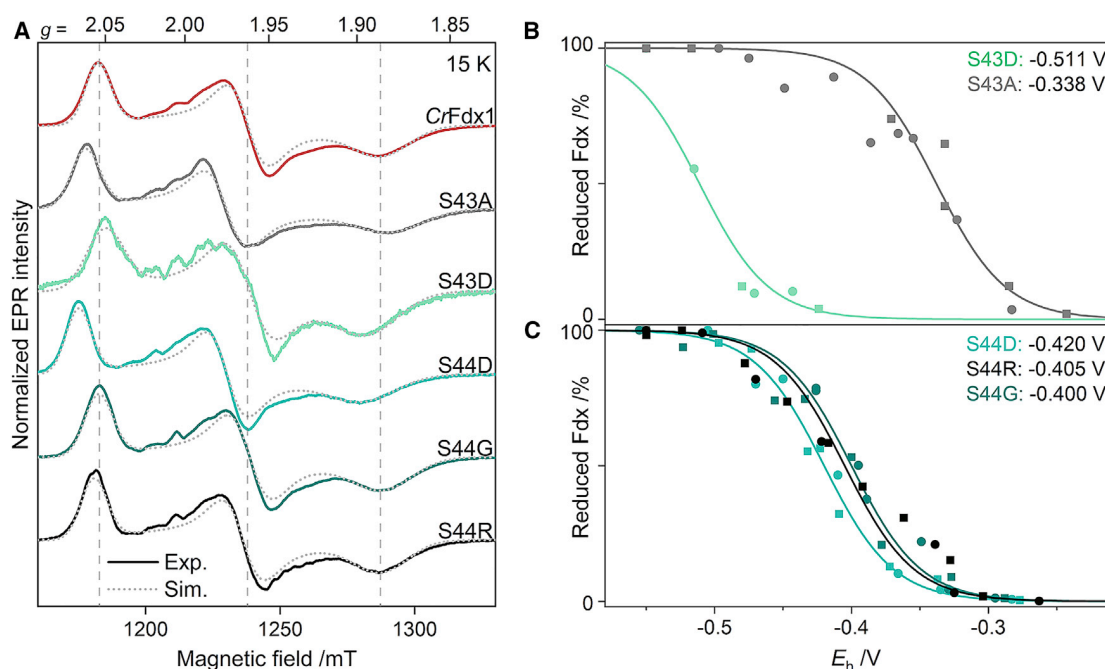 A
g = 2.05 2.00 1.95 1.90 1.85
15 K
CrFdx1
S43A
S43D
S44D
S44G
S44R
Exp.
Sim.
Normalized EPR intensity
1200 1250 1300
Magnetic field /mT
B
100
Reduced Fdx /%
0
S43D: -0.511 V
S43A: -0.338 V
C
100
Reduced Fdx /%
0
S44D: -0.420 V
S44R: -0.405 V
S44G: -0.400 V
-0.5 -0.4 -0.3
Eh /V